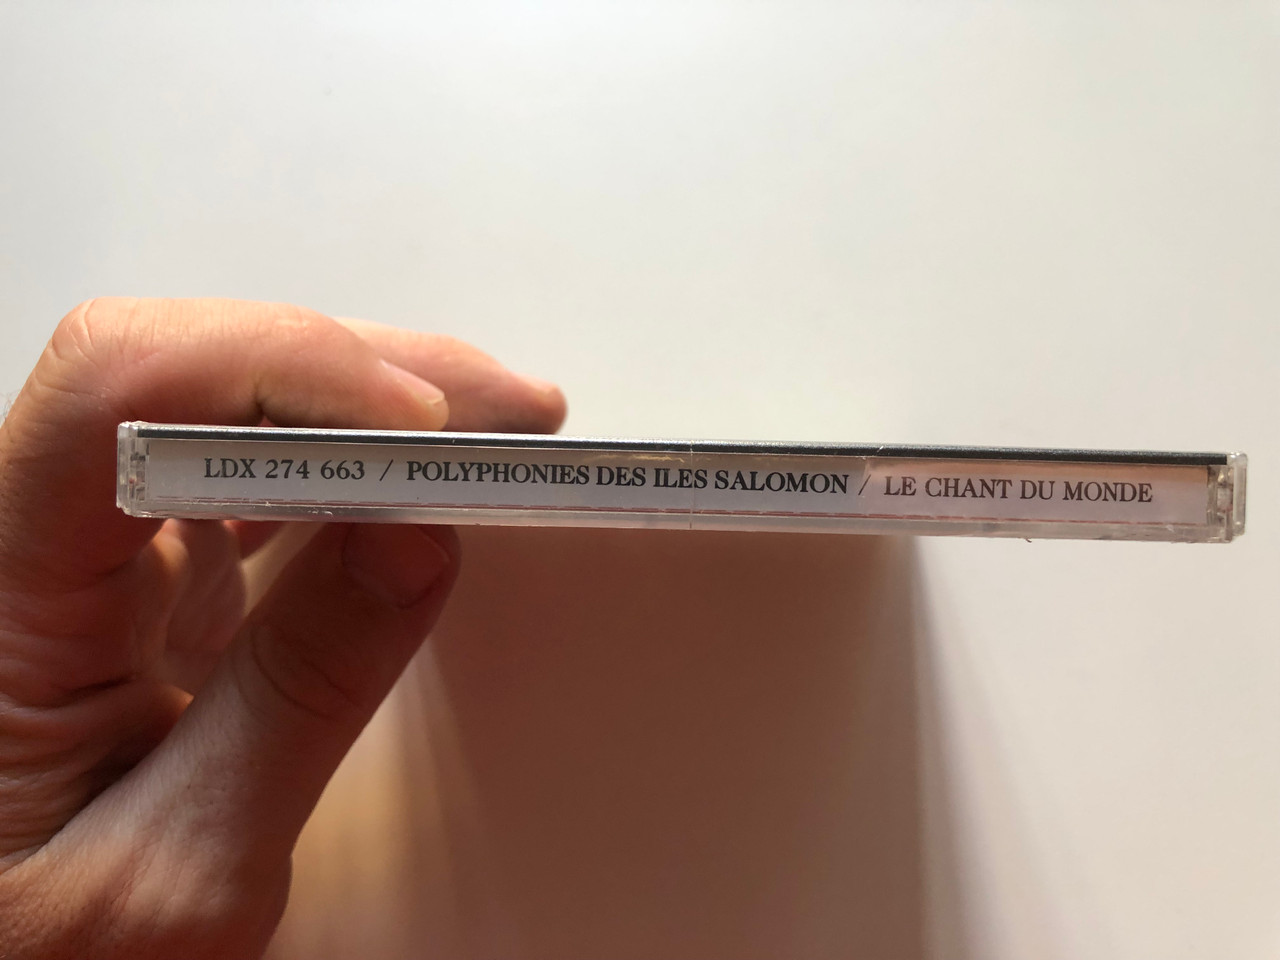 LDX 274 663 / POLYPHONIES DES ILES SALOMON / LE CHANT DU MONDE